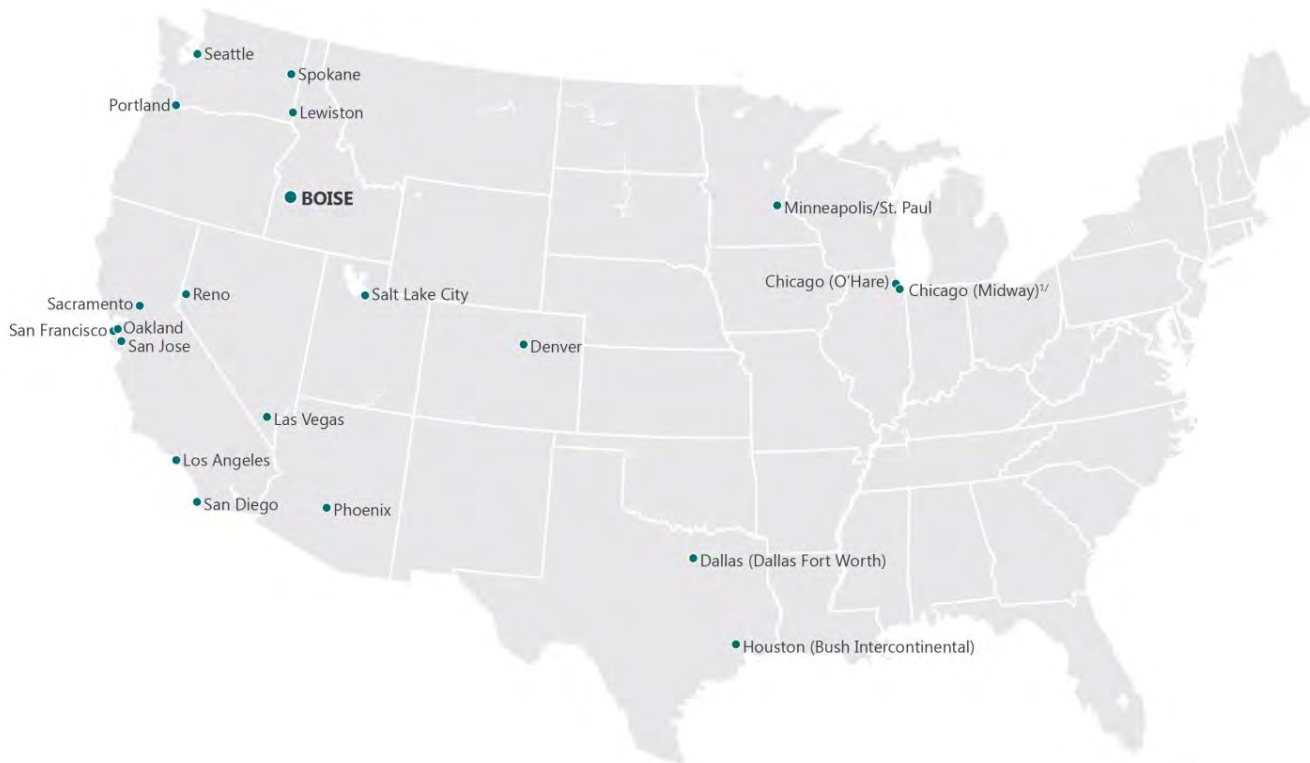 Seattle
Spokane
Portland
Lewiston
BOISE
Minneapolis/St. Paul
Chicago (O'Hare)
Chicago (Midway)¹/
Reno
Salt Lake City
Sacramento
San Francisco
Oakland
San Jose
Denver
Las Vegas
Los Angeles
San Diego
Phoenix
Dallas (Dallas Fort Worth)
Houston (Bush Intercontinental)